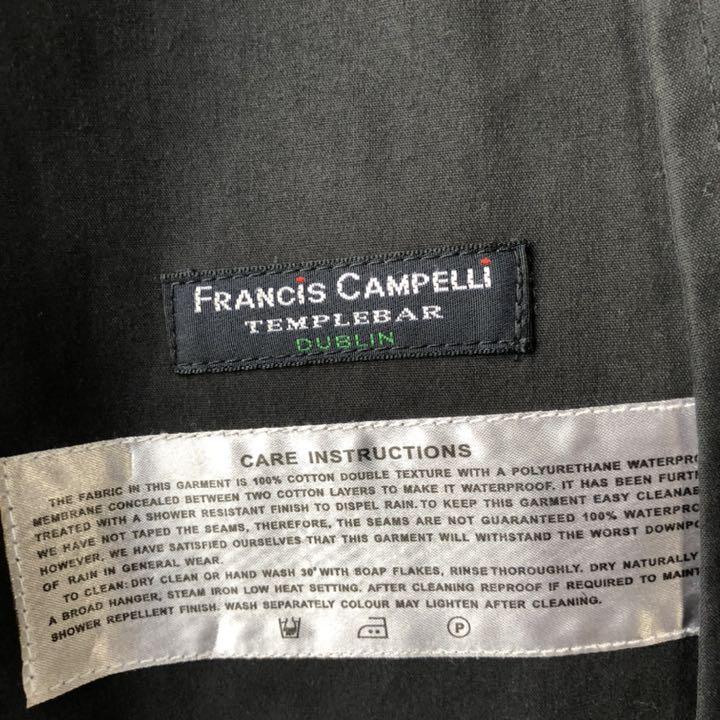 FRANCiS CAMPELLi
TEMPLEBAR
DUBLIN
CARE INSTRUCTIONS
THE FABRIC IN THIS GARMENT IS 100% COTTON DOUBLE TEXTURE WITH A POLYURETHANE WATERPR
MEMBRANE CONCEALED BETWEEN TWO COTTON LAYERS TO MAKE IT WATERPROOF. IT HAS BEEN FURT
TREATED WITH A SHOWER RESISTANT FINISH TO DISPEL RAIN. TO KEEP THIS GARMENT EASY CLEANAB
WE HAVE NOT TAPED THE SEAMS, THEREFORE, THE SEAMS ARE NOT GUARANTEED 100% WATERPRO
HOWEVER, WE HAVE SATISFIED OURSELVES THAT THIS GARMENT WILL WITHSTAND THE WORST DOWNPO
OF RAIN IN GENERAL WEAR.
TO CLEAN: DRY CLEAN OR HAND WASH 30° WITH SOAP FLAKES, RINSE THOROUGHLY. DRY NATURALLY
A BROAD HANGER, STEAM IRON LOW HEAT SETTING. AFTER CLEANING REPROOF IF REQUIRED TO MAINT
SHOWER REPELLENT FINISH. WASH SEPARATELY COLOUR MAY LIGHTEN AFTER CLEANING.
P